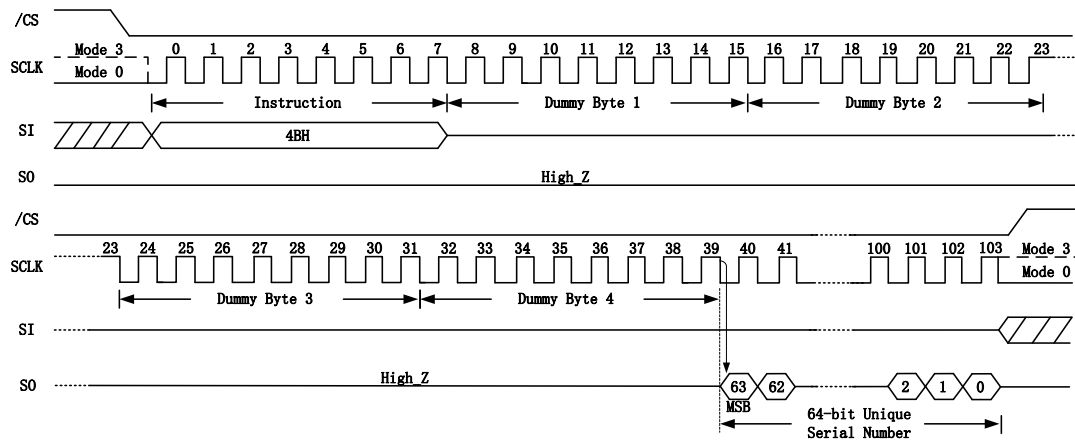 /CS
Mode 3 0 1 2 3 4 5 6 7 8 9 10 11 12 13 14 15 16 17 18 19 20 21 22 23
SCLK
Mode 0
Instruction Dummy Byte 1 Dummy Byte 2
SI
4BH
SO
High_Z
/CS
23 24 25 26 27 28 29 30 31 32 33 34 35 36 37 38 39 40 41 100 101 102 103 Mode 3
SCLK
Mode 0
Dummy Byte 3 Dummy Byte 4
SI
SO
High_Z
63 62 2 1 0
MSB
64-bit Unique
Serial Number